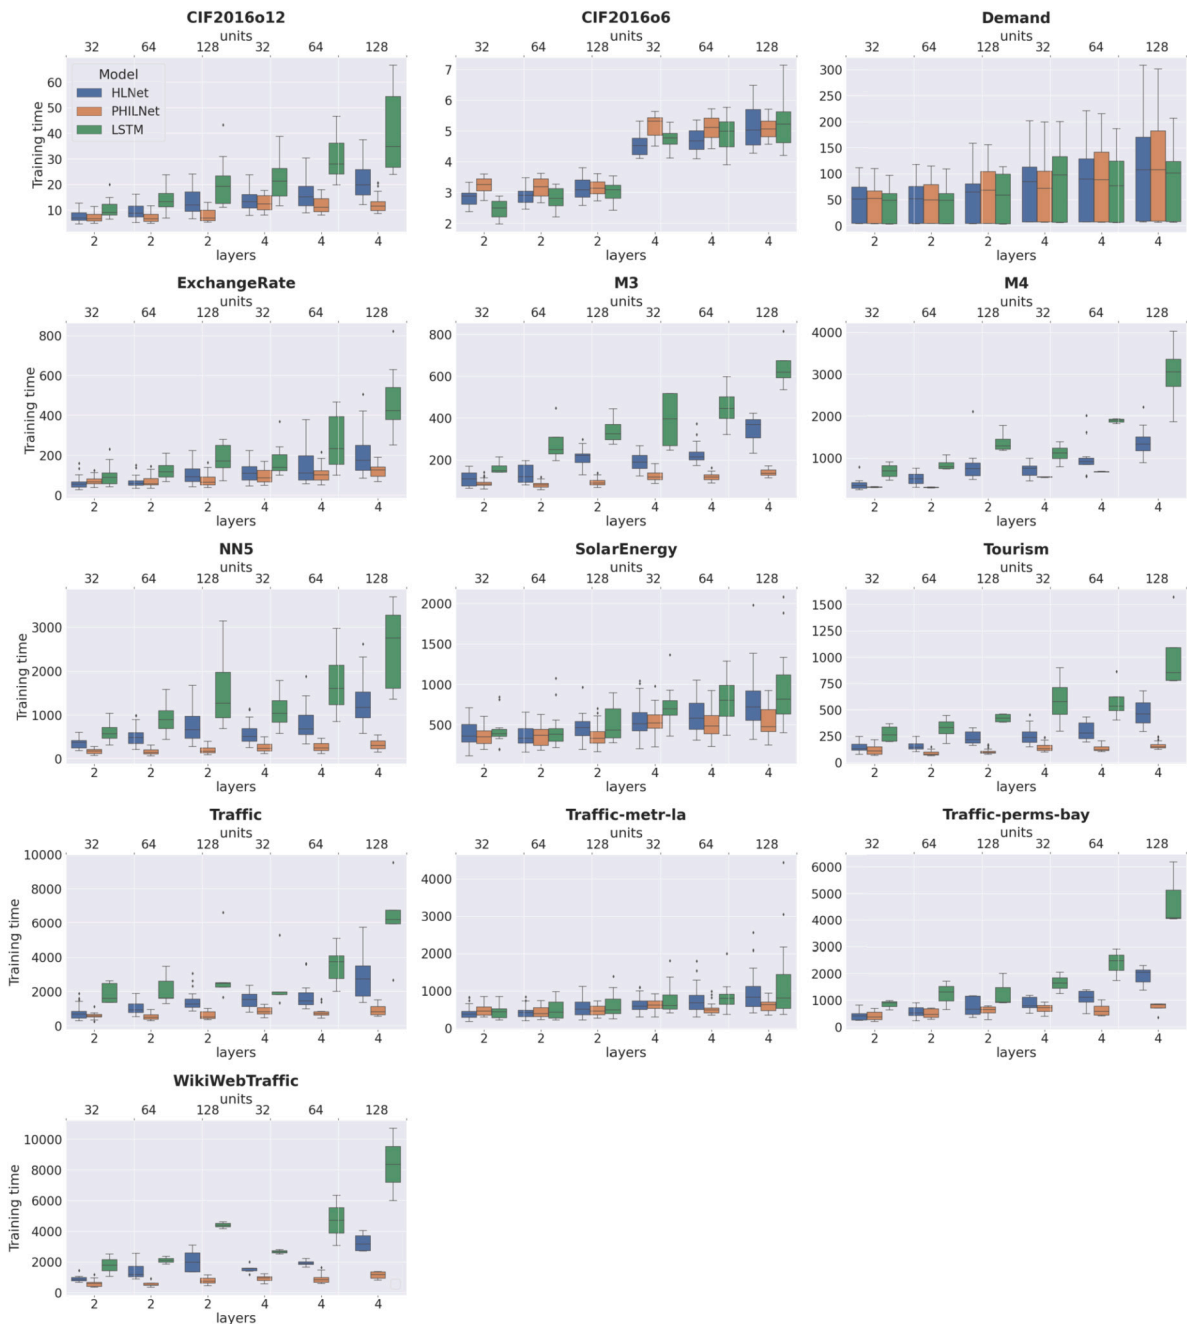 CIF2016o12
units
32 64 128 32 64 128
Model
HLNet
PHILNet
LSTM
60
50
40
30
20
10
Training time
2 2 2 4 4 4
layers
CIF2016o6
units
32 64 128 32 64 128
7
6
5
4
3
2
2 2 2 4 4 4
layers
Demand
units
32 64 128 32 64 128
300
250
200
150
100
50
0
2 2 2 4 4 4
layers
ExchangeRate
units
32 64 128 32 64 128
800
600
400
200
0
Training time
2 2 2 4 4 4
layers
M3
units
32 64 128 32 64 128
800
600
400
200
2 2 2 4 4 4
layers
M4
units
32 64 128 32 64 128
4000
3000
2000
1000
2 2 2 4 4 4
layers
NN5
units
32 64 128 32 64 128
3000
2000
1000
0
Training time
2 2 2 4 4 4
layers
SolarEnergy
units
32 64 128 32 64 128
2000
1500
1000
500
2 2 2 4 4 4
layers
Tourism
units
32 64 128 32 64 128
1500
1250
1000
750
500
250
0
2 2 2 4 4 4
layers
Traffic
units
32 64 128 32 64 128
10000
8000
6000
4000
2000
0
Training time
2 2 2 4 4 4
layers
Traffic-metr-la
units
32 64 128 32 64 128
4000
3000
2000
1000
0
2 2 2 4 4 4
layers
Traffic-perms-bay
units
32 64 128 32 64 128
6000
5000
4000
3000
2000
1000
0
2 2 2 4 4 4
layers
WikiWebTraffic
units
32 64 128 32 64 128
10000
8000
6000
4000
2000
0
Training time
2 2 2 4 4 4
layers